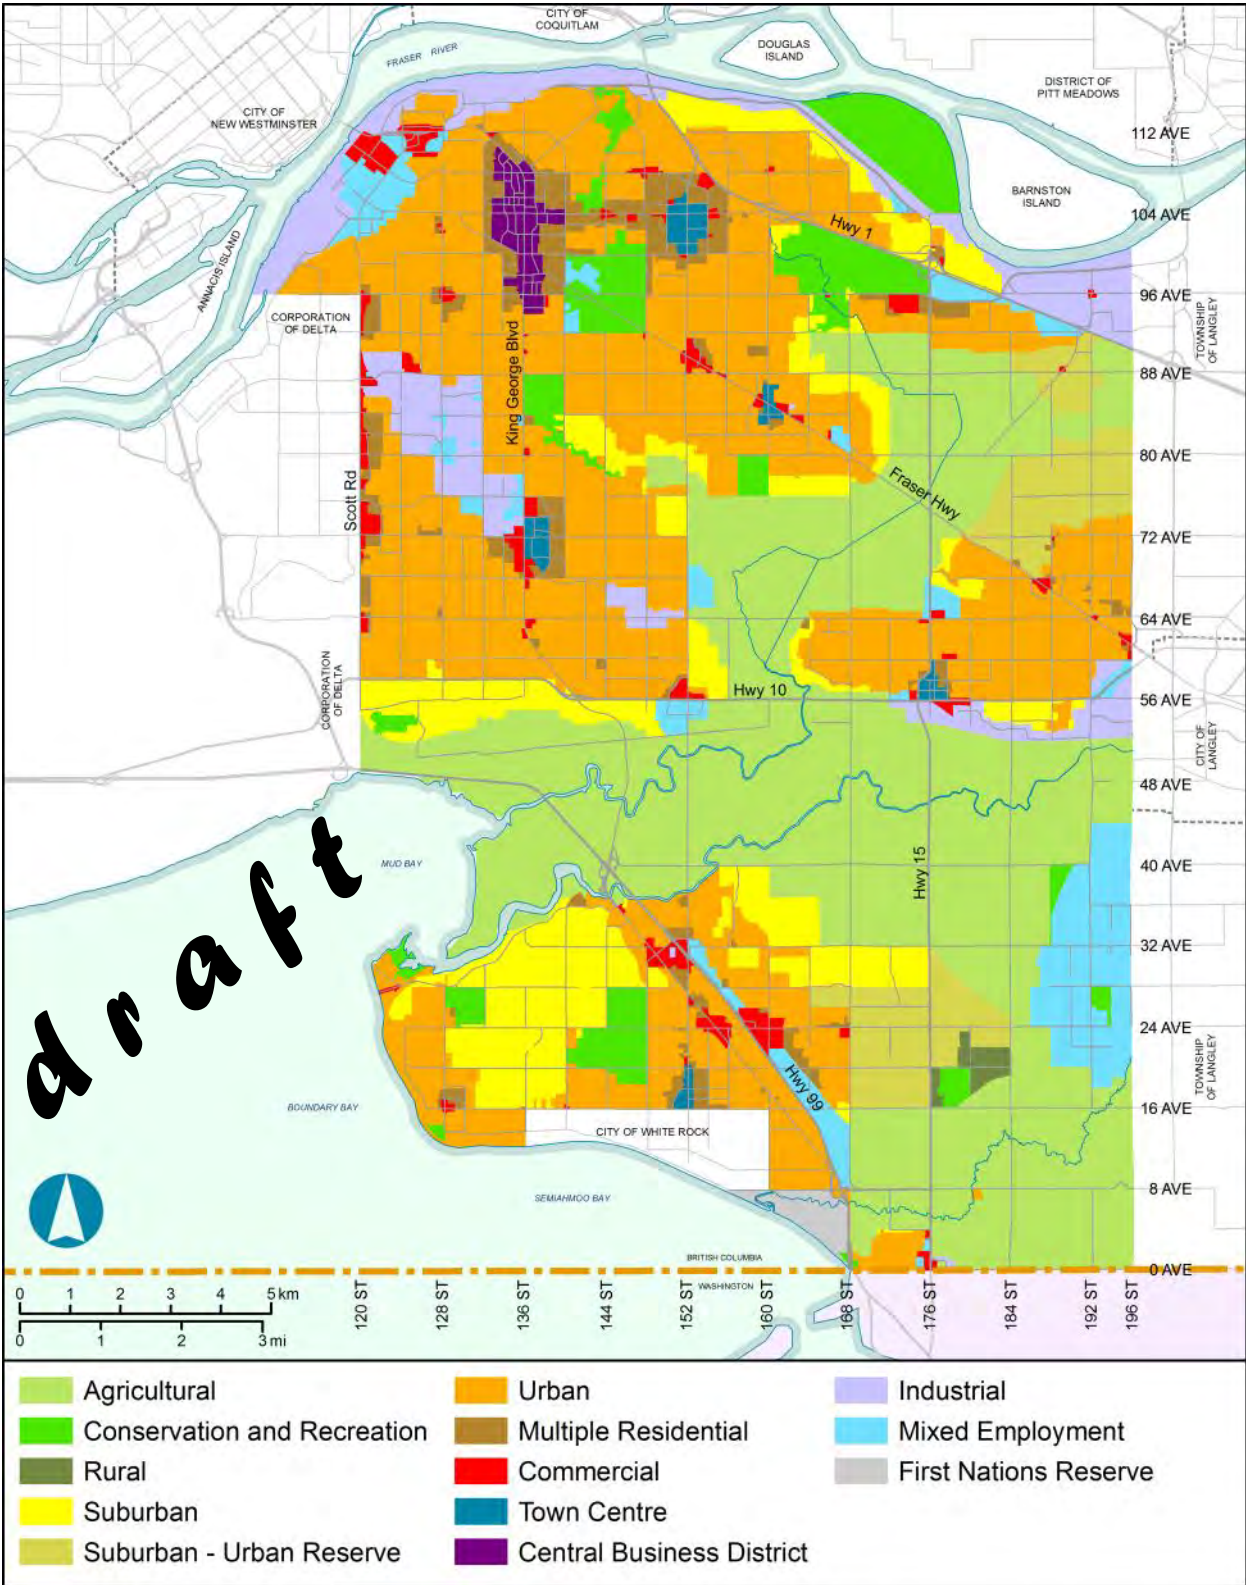 CITY OF
COQUITLAM
FRASER RIVER
DOUGLAS
ISLAND
DISTRICT OF
PITT MEADOWS
CITY OF
NEW WESTMINSTER
112 AVE
BARNSTON
ISLAND
104 AVE
Hwy 1
ANNACIS ISLAND
96 AVE
CORPORATION
OF DELTA
TOWNSHIP
OF LANGLEY
King George Blvd
88 AVE
80 AVE
Scott Rd
Fraser Hwy
72 AVE
64 AVE
CORPORATION
OF DELTA
Hwy 10
56 AVE
CITY OF
LANGLEY
48 AVE
draft
MUD BAY
40 AVE
Hwy 15
32 AVE
24 AVE
TOWNSHIP
OF LANGLEY
Hwy 99
BOUNDARY BAY
16 AVE
CITY OF WHITE ROCK
SEMIAHMOO BAY
8 AVE
BRITISH COLUMBIA
0 AVE
WASHINGTON
0 1 2 3 4 5 km
0 1 2 3 mi
120 ST
128 ST
136 ST
144 ST
152 ST
160 ST
168 ST
176 ST
184 ST
192 ST
196 ST
Agricultural
Conservation and Recreation
Rural
Suburban
Suburban - Urban Reserve
Urban
Multiple Residential
Commercial
Town Centre
Central Business District
Industrial
Mixed Employment
First Nations Reserve